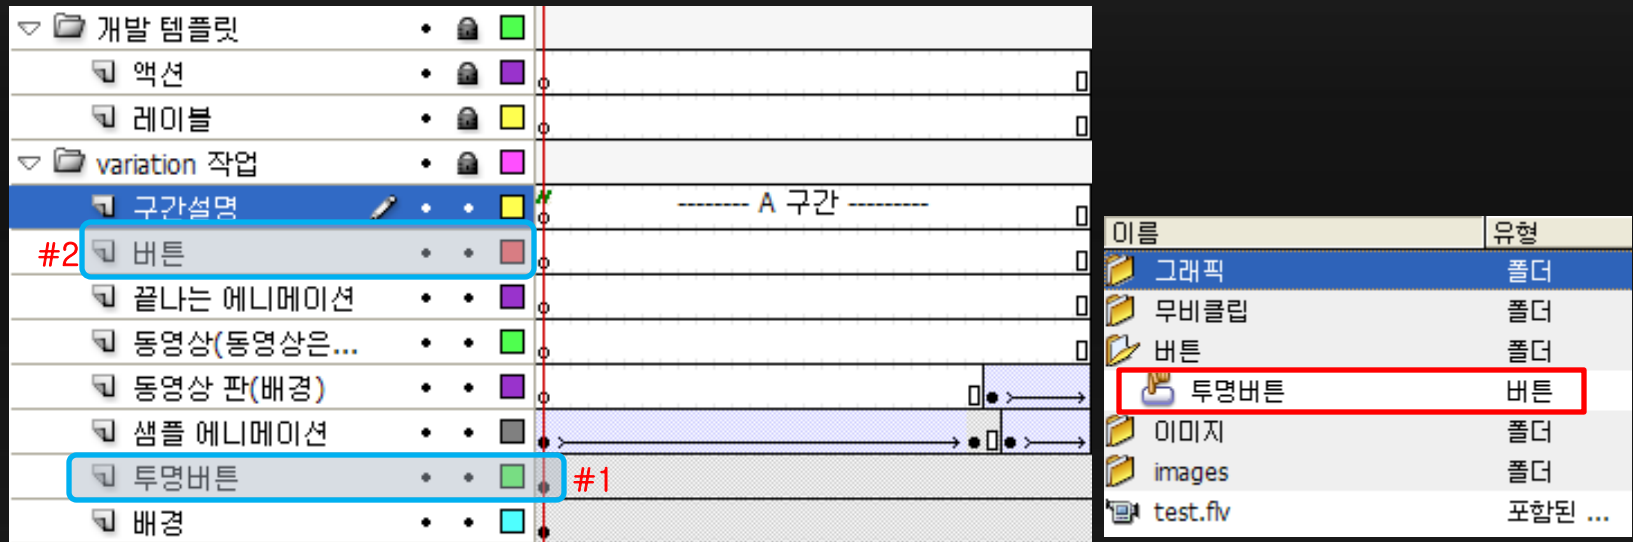 개발 템플릿
액션
레이블
variation 작업
구간설명
-------- A 구간 ---------
#2 버튼
끝나는 에니메이션
동영상(동영상은...
동영상 판(배경)
샘플 에니메이션
투명버튼 #1
배경
이름 유형
그래픽 폴더
무비클립 폴더
버튼 폴더
투명버튼 버튼
이미지 폴더
images 폴더
test.flv 포함된 ...